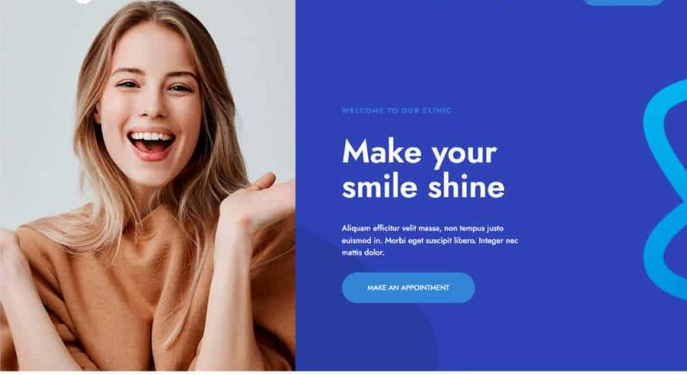 WELCOME TO OUR CLINIC
Make your
smile shine
Aliquam efficitur velit massa, non tempus justo
euismod in. Morbi eget suscipit libero. Integer nec
mattis dolor.
MAKE AN APPOINTMENT